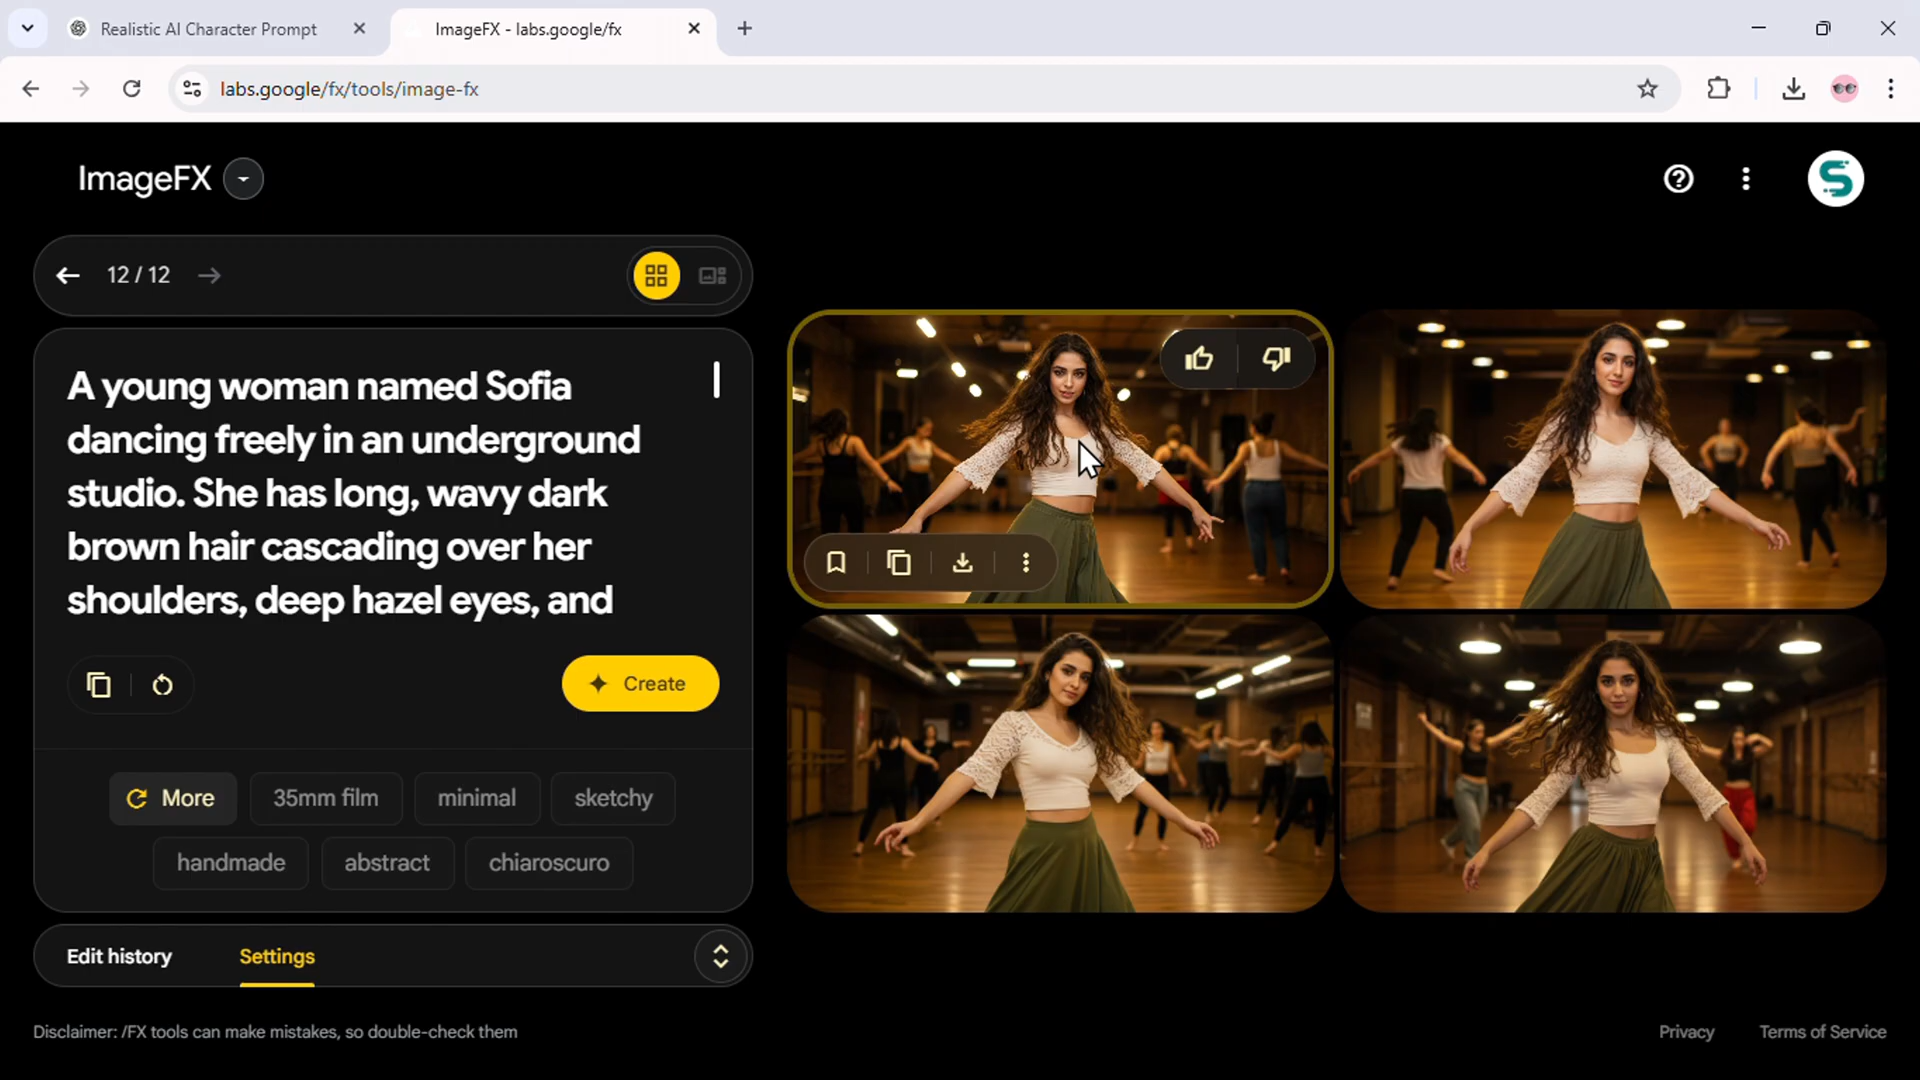 Realistic AI Character Prompt
ImageFX - labs.google/fx
labs.google/fx/tools/image-fx
ImageFX
S
12 / 12
A young woman named Sofia
dancing freely in an underground
studio. She has long, wavy dark
brown hair cascading over her
shoulders, deep hazel eyes, and
Create
More
35mm film
minimal
sketchy
handmade
abstract
chiaroscuro
Edit history
Settings
Disclaimer: /FX tools can make mistakes, so double-check them
Privacy
Terms of Service